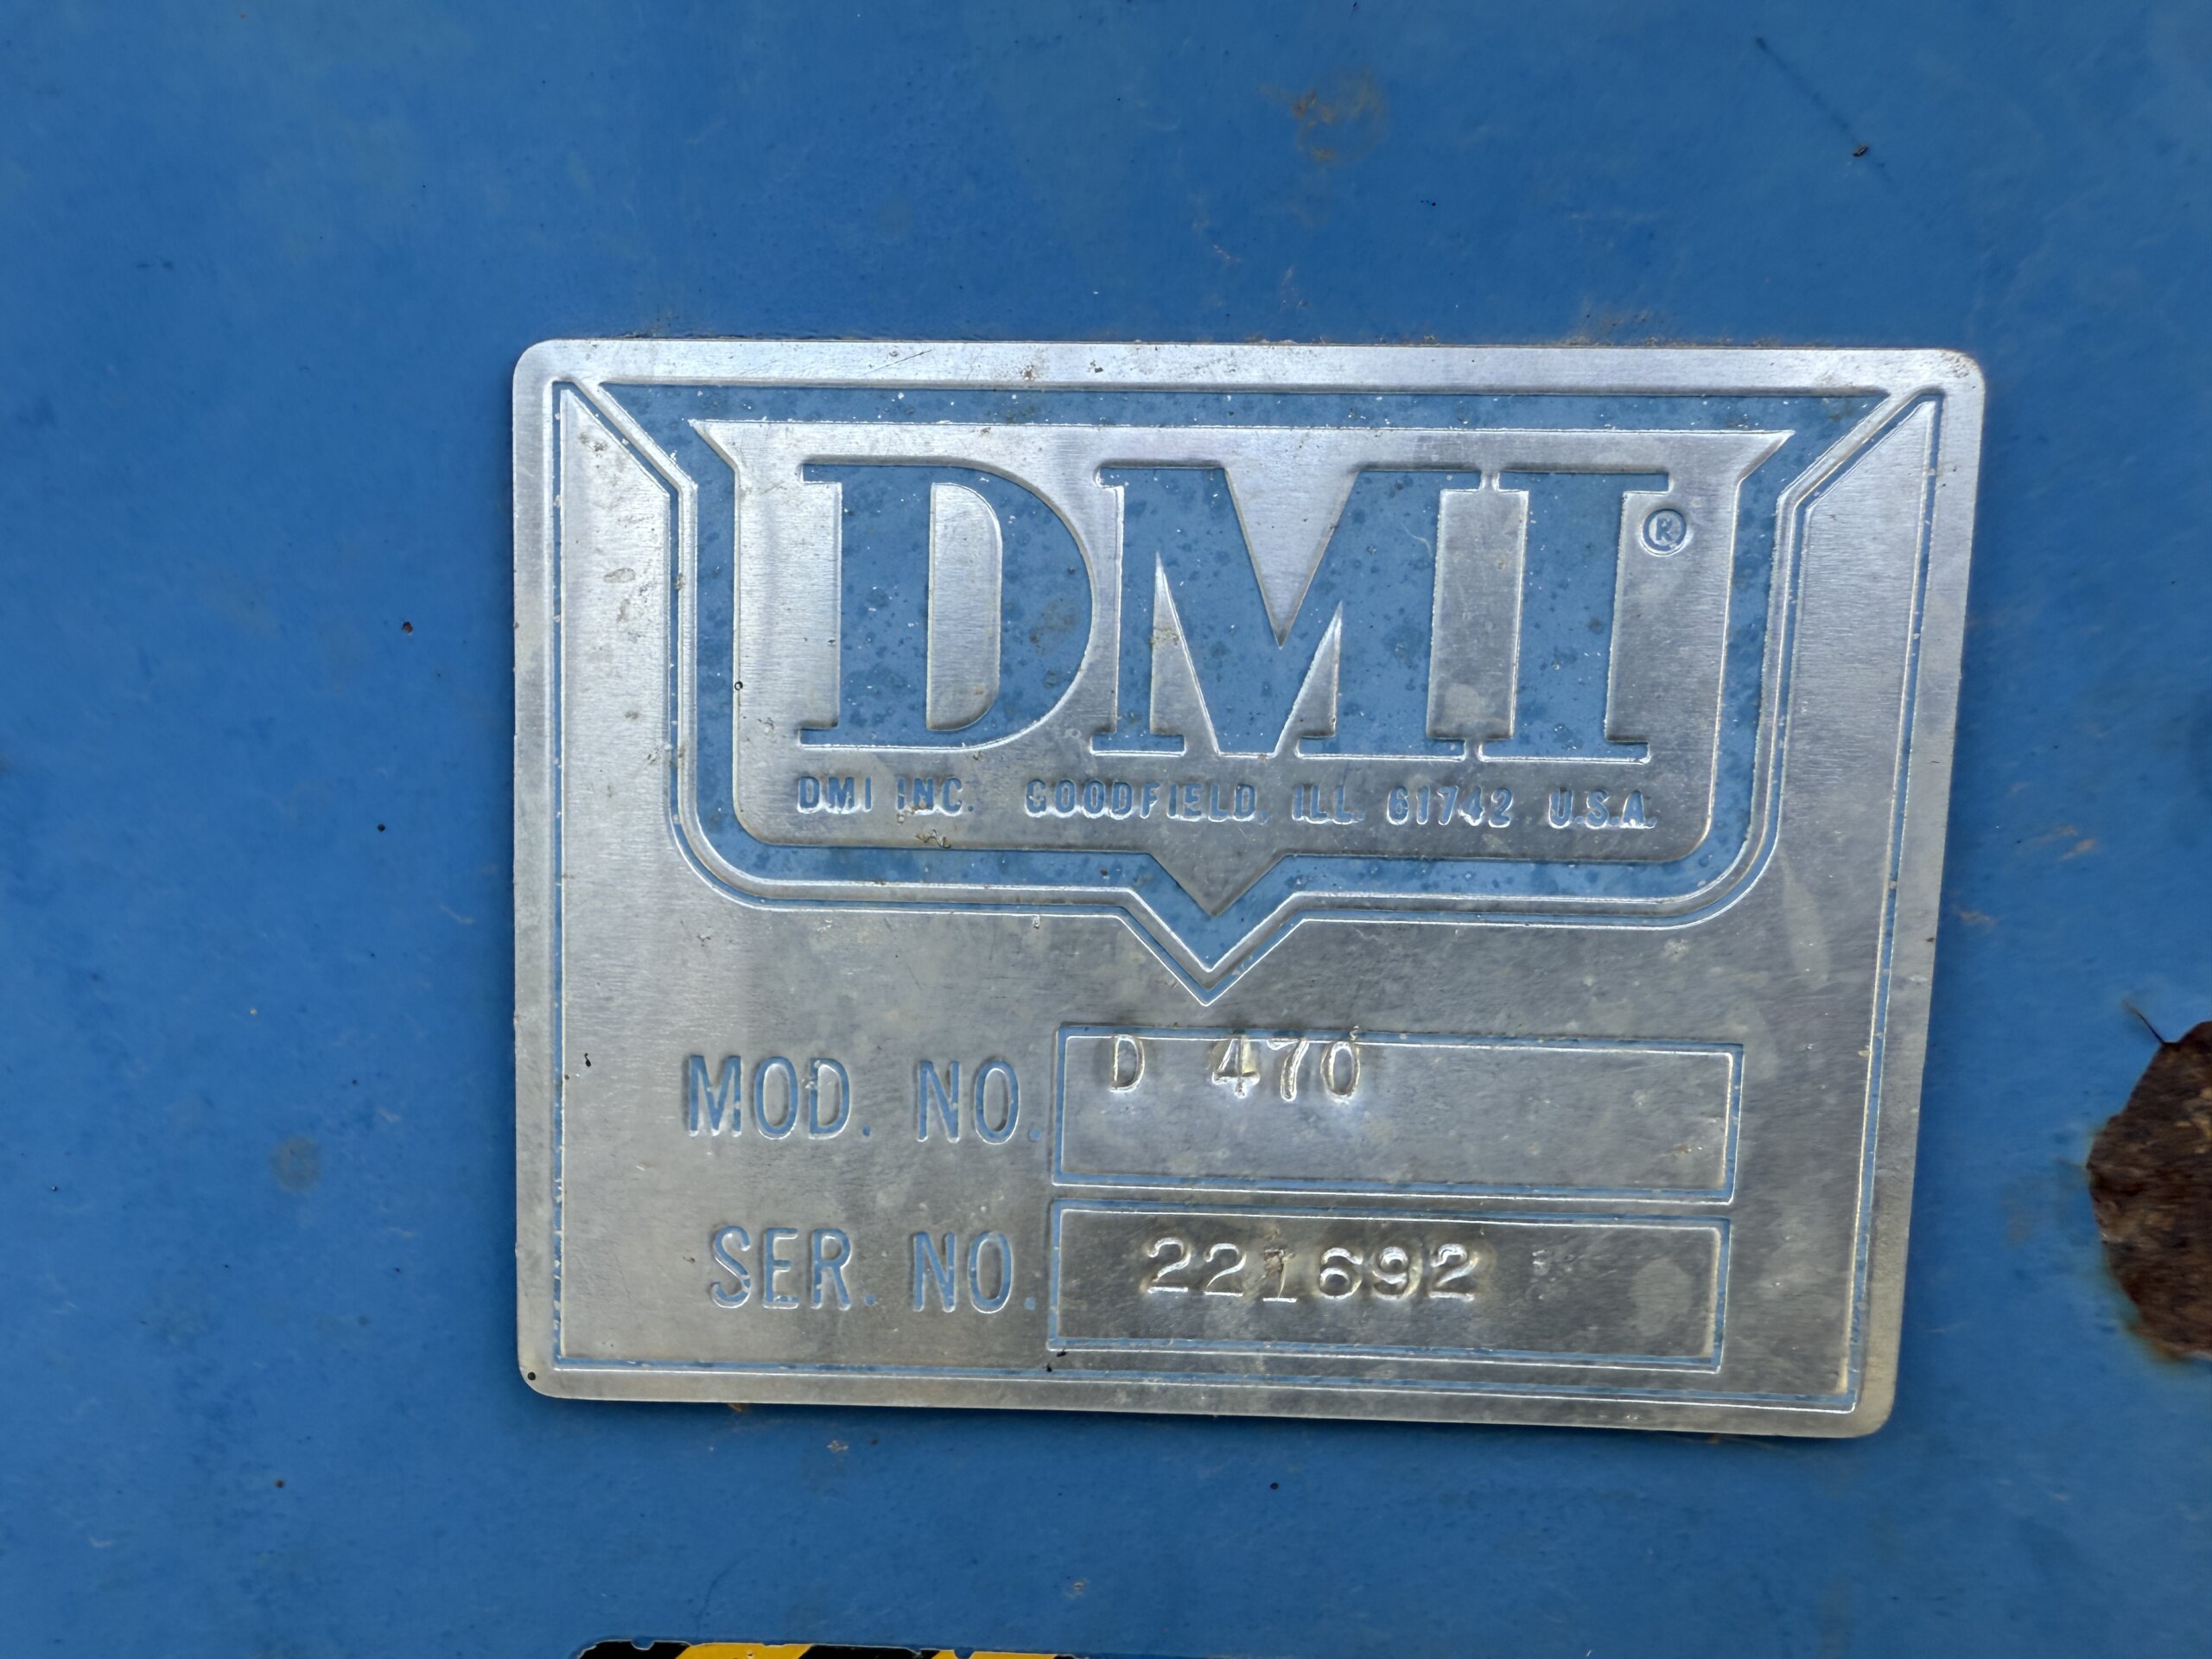 DMI®
DMI INC. GOODFIELD, ILL. 61742 U.S.A.
MOD. NO. D 470
SER. NO. 221692